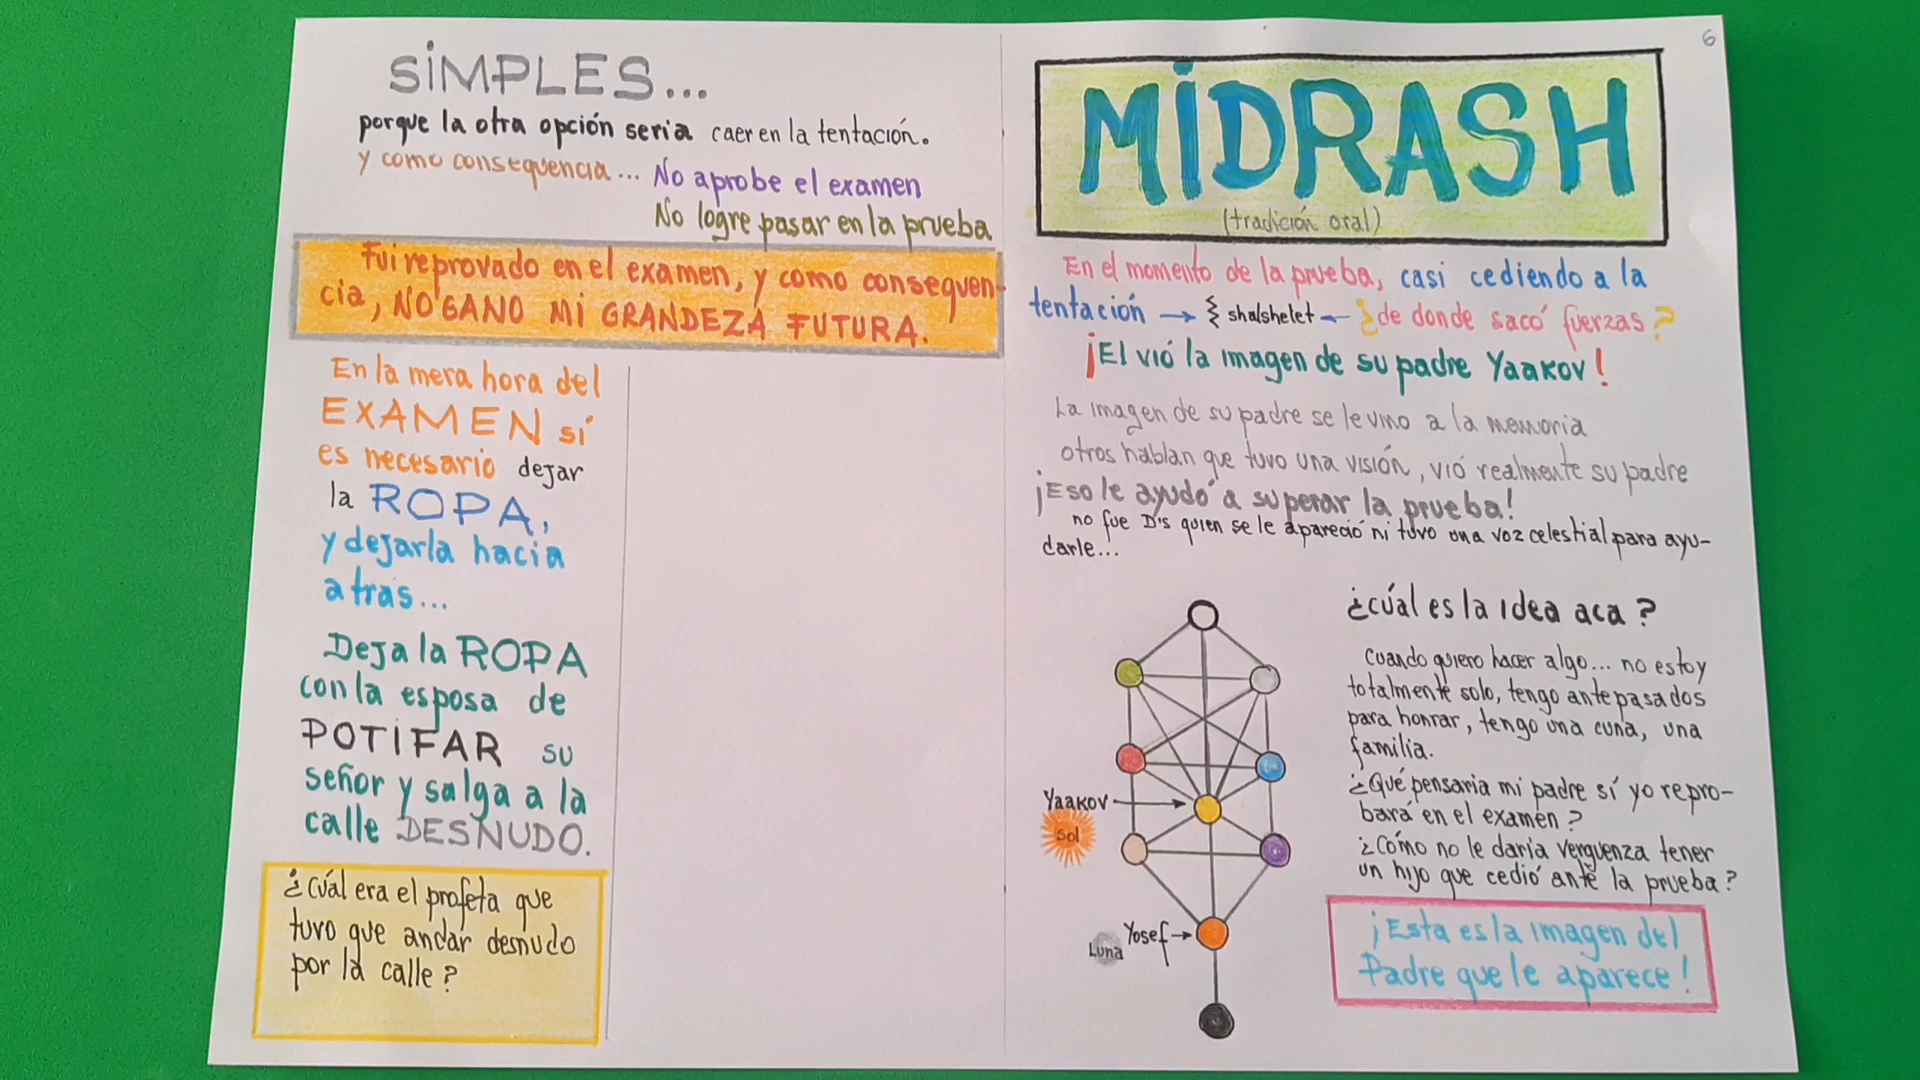 SiMPLES...
porque la otra opción seria caer en la tentación.
y como consequencia... No aprobe el examen
No logre pasar en la prueba
Fui reprovado en el examen, y como consequen-
cia, NO GANO Mi GRANDEZA FUTURA.
En la mera hora del
EXAMEN sí
es necesario dejar
la ROPA,
y dejarla hacia
atras...
Deja la ROPA
con la esposa de
POTIFAR su
señor y salga a la
calle DESNUDO.
¿Cuál era el profeta que
tuvo que andar desnudo
por la calle?
6
MiDRASH
(tradición oral)
En el momento de la prueba, casi cediendo a la
tentación → shalshelet ← ¿de donde sacó fuerzas?
¡El vió la imagen de su padre Yaakov!
La imagen de su padre se le vino a la memoria
otros hablan que tuvo una visión, vió realmente su padre
¡Eso le ayudó a superar la prueba!
no fue D's quien se le apareció ni tuvo una voz celestial para ayu-
darle...
¿cuál es la idea aca?
Cuando quiero hacer algo... no estoy
totalmente solo, tengo antepasados
para honrar, tengo una cuna, una
familia.
¿Qué pensaria mi padre sí yo repro-
bará en el examen?
¿Cómo no le daria verguenza tener
un hijo que cedió ante la prueba?
¡Esta es la imagen del
Padre que le aparece!
Yaakov
Sol
Yosef
Luna